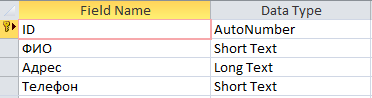 Field Name Data Type
ID AutoNumber
ФИО Short Text
Адрес Long Text
Телефон Short Text